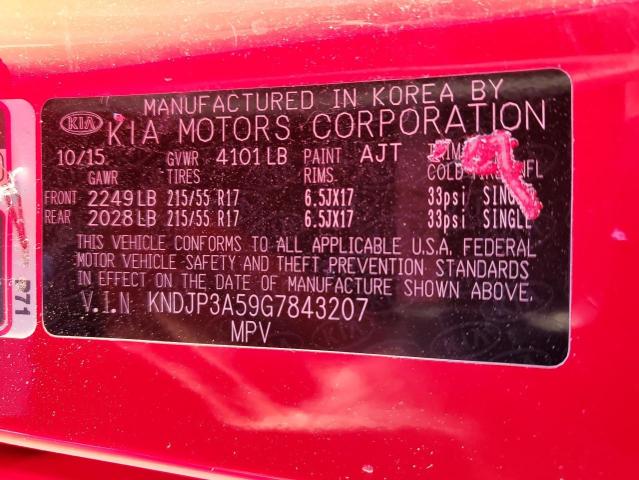 MANUFACTURED IN KOREA BY
KIA KIA MOTORS CORPORATION
10/15 GVWR 4101 LB PAINT AJT
GAWR TIRES RIMS. COLD
FRONT 2249 LB 215/55 R17 6.5JX17 33psi SINGLE
REAR 2028 LB 215/55 R17 6.5JX17 33psi SINGLE
THIS VEHICLE CONFORMS TO ALL APPLICABLE U.S.A. FEDERAL
MOTOR VEHICLE SAFETY AND THEFT PREVENTION STANDARDS
IN EFFECT ON THE DATE OF MANUFACTURE SHOWN ABOVE.
V.I.N KNDJP3A59G7843207
MPV